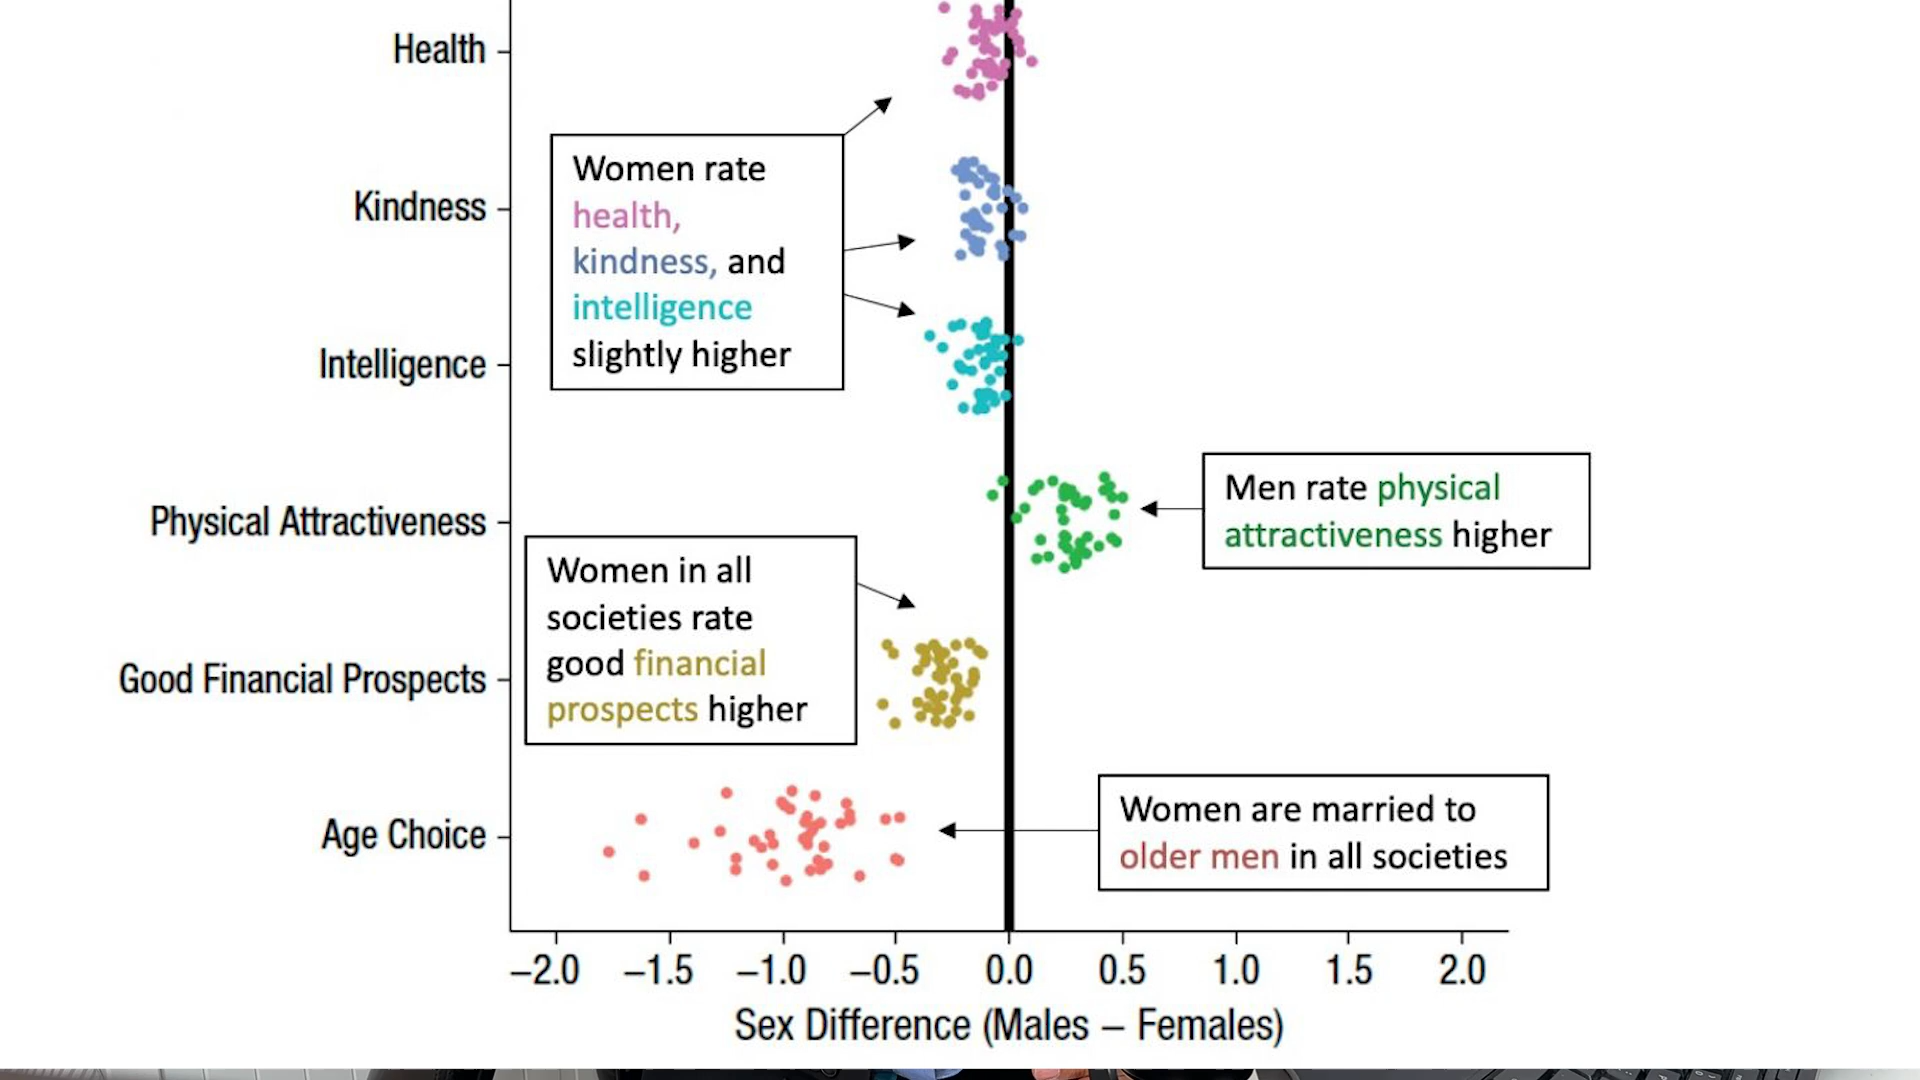 Health
Women rate
health,
kindness, and
intelligence
slightly higher
Kindness
Intelligence
Men rate physical
attractiveness higher
Physical Attractiveness
Women in all
societies rate
good financial
prospects higher
Good Financial Prospects
Women are married to
older men in all societies
Age Choice
−2.0 −1.5 −1.0 −0.5 0.0 0.5 1.0 1.5 2.0
Sex Difference (Males – Females)